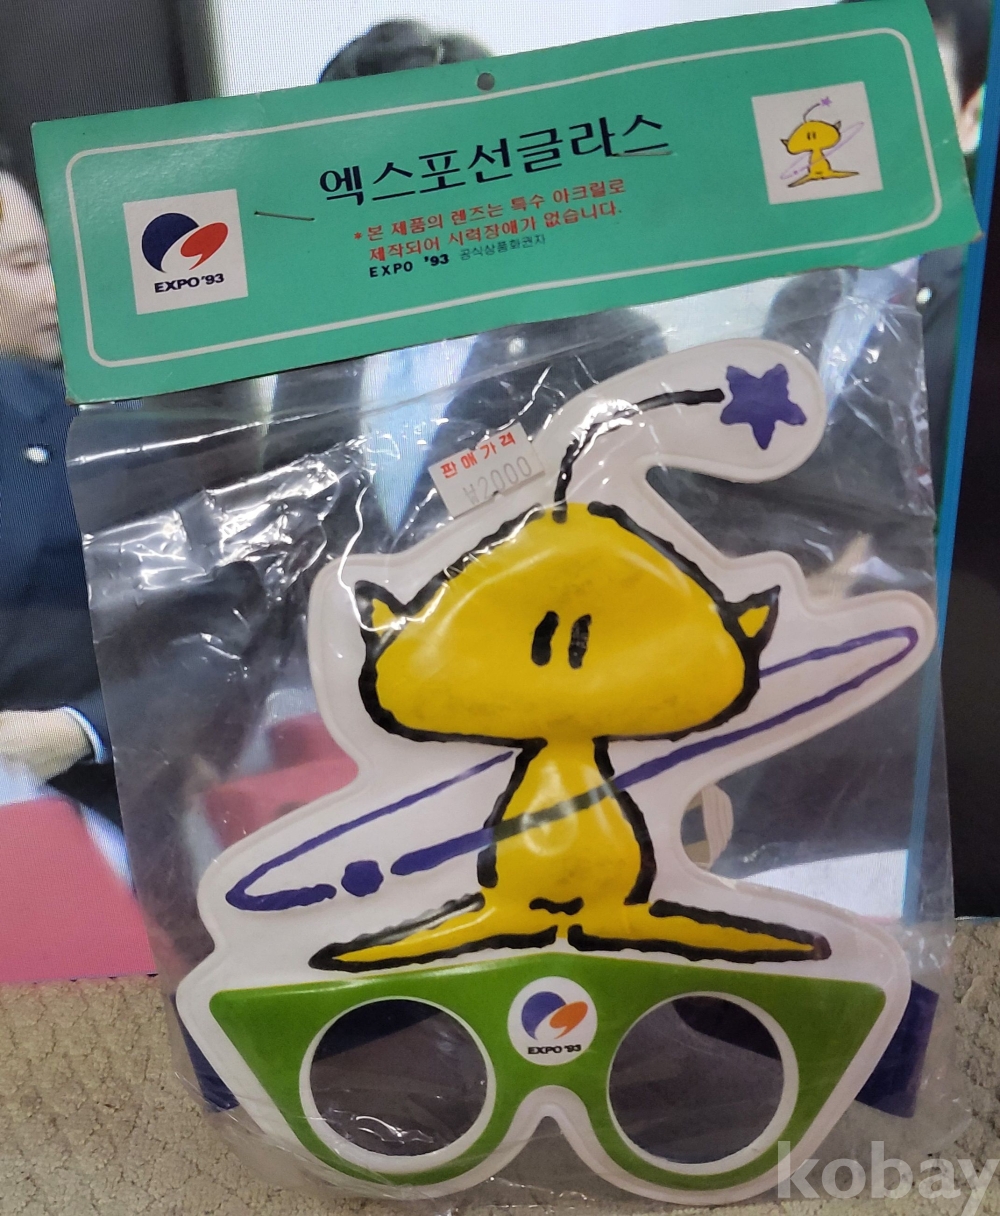 엑스포선글라스
*본 제품의 렌즈는 특수 아크릴로
제작되어 시력장애가 없습니다.
EXPO '93 공식상품화권자
EXPO '93
판매가격
₩2000
EXPO '93
kobay